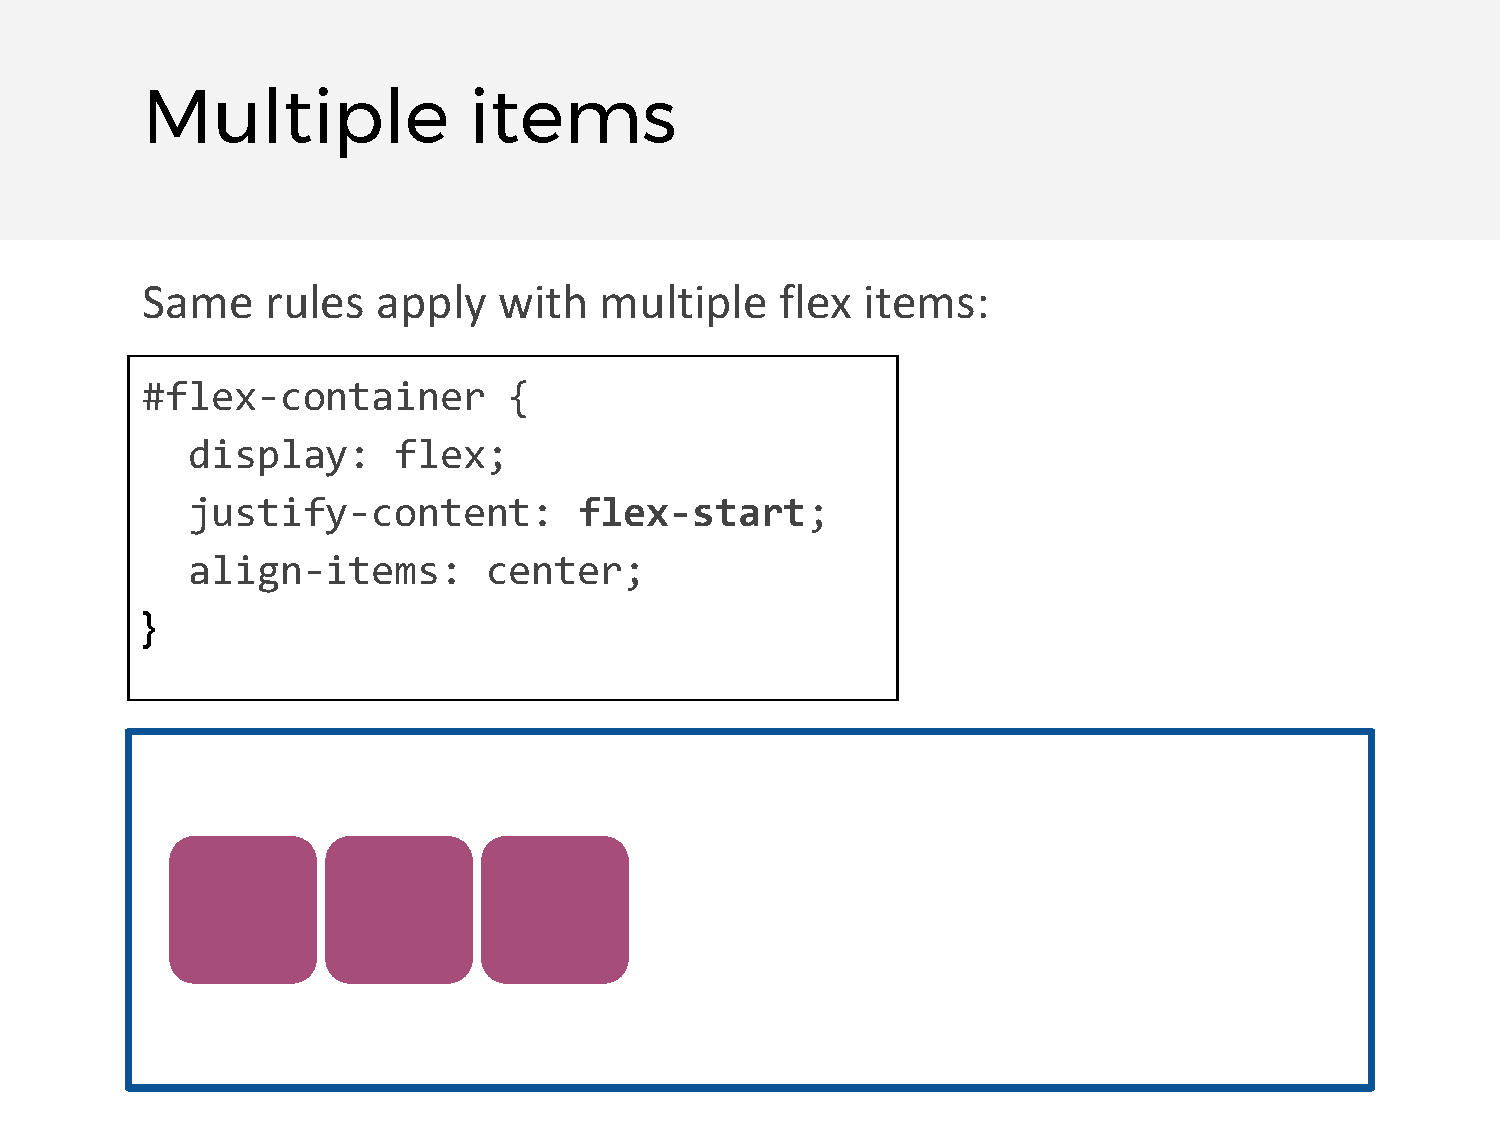 Multiple items
Same rules apply with multiple flex items:
#flex-container {
  display: flex;
  justify-content: flex-start;
  align-items: center;
}